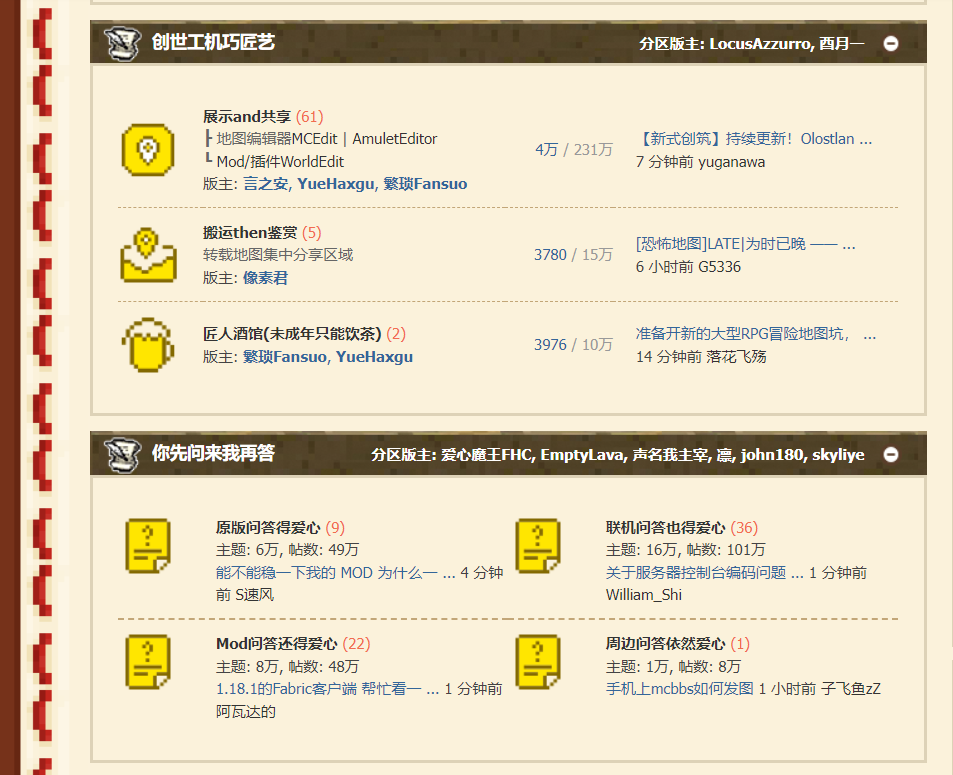 创世工机巧匠艺 分区版主: LocusAzzurro, 酉月一
展示and共享 (61)
┠ 地图编辑器MCEdit | AmuletEditor
┗ Mod/插件WorldEdit
版主: 言之安, YueHaxgu, 繁琐Fansuo
4万 / 231万
【新式创筑】持续更新！Olostlan ...
7 分钟前 yuganawa
搬运then鉴赏 (5)
转载地图集中分享区域
版主: 像素君
3780 / 15万
[恐怖地图]LATE|为时已晚 —— ...
6 小时前 G5336
匠人酒馆(未成年只能饮茶) (2)
版主: 繁琐Fansuo, YueHaxgu
3976 / 10万
准备开新的大型RPG冒险地图坑， ...
14 分钟前 落花飞殇
你先问来我再答 分区版主: 爱心魔王FHC, EmptyLava, 声名我主宰, 凛, john180, skyliye
原版问答得爱心 (9)
主题: 6万, 帖数: 49万
能不能稳一下我的 MOD 为什么一 ... 4 分钟
前 S速风
联机问答也得爱心 (36)
主题: 16万, 帖数: 101万
关于服务器控制台编码问题 ... 1 分钟前
William_Shi
Mod问答还得爱心 (22)
主题: 8万, 帖数: 48万
1.18.1的Fabric客户端 帮忙看一 ... 1 分钟前
阿瓦达的
周边问答依然爱心 (1)
主题: 1万, 帖数: 8万
手机上mcbbs如何发图 1 小时前 子飞鱼zZ